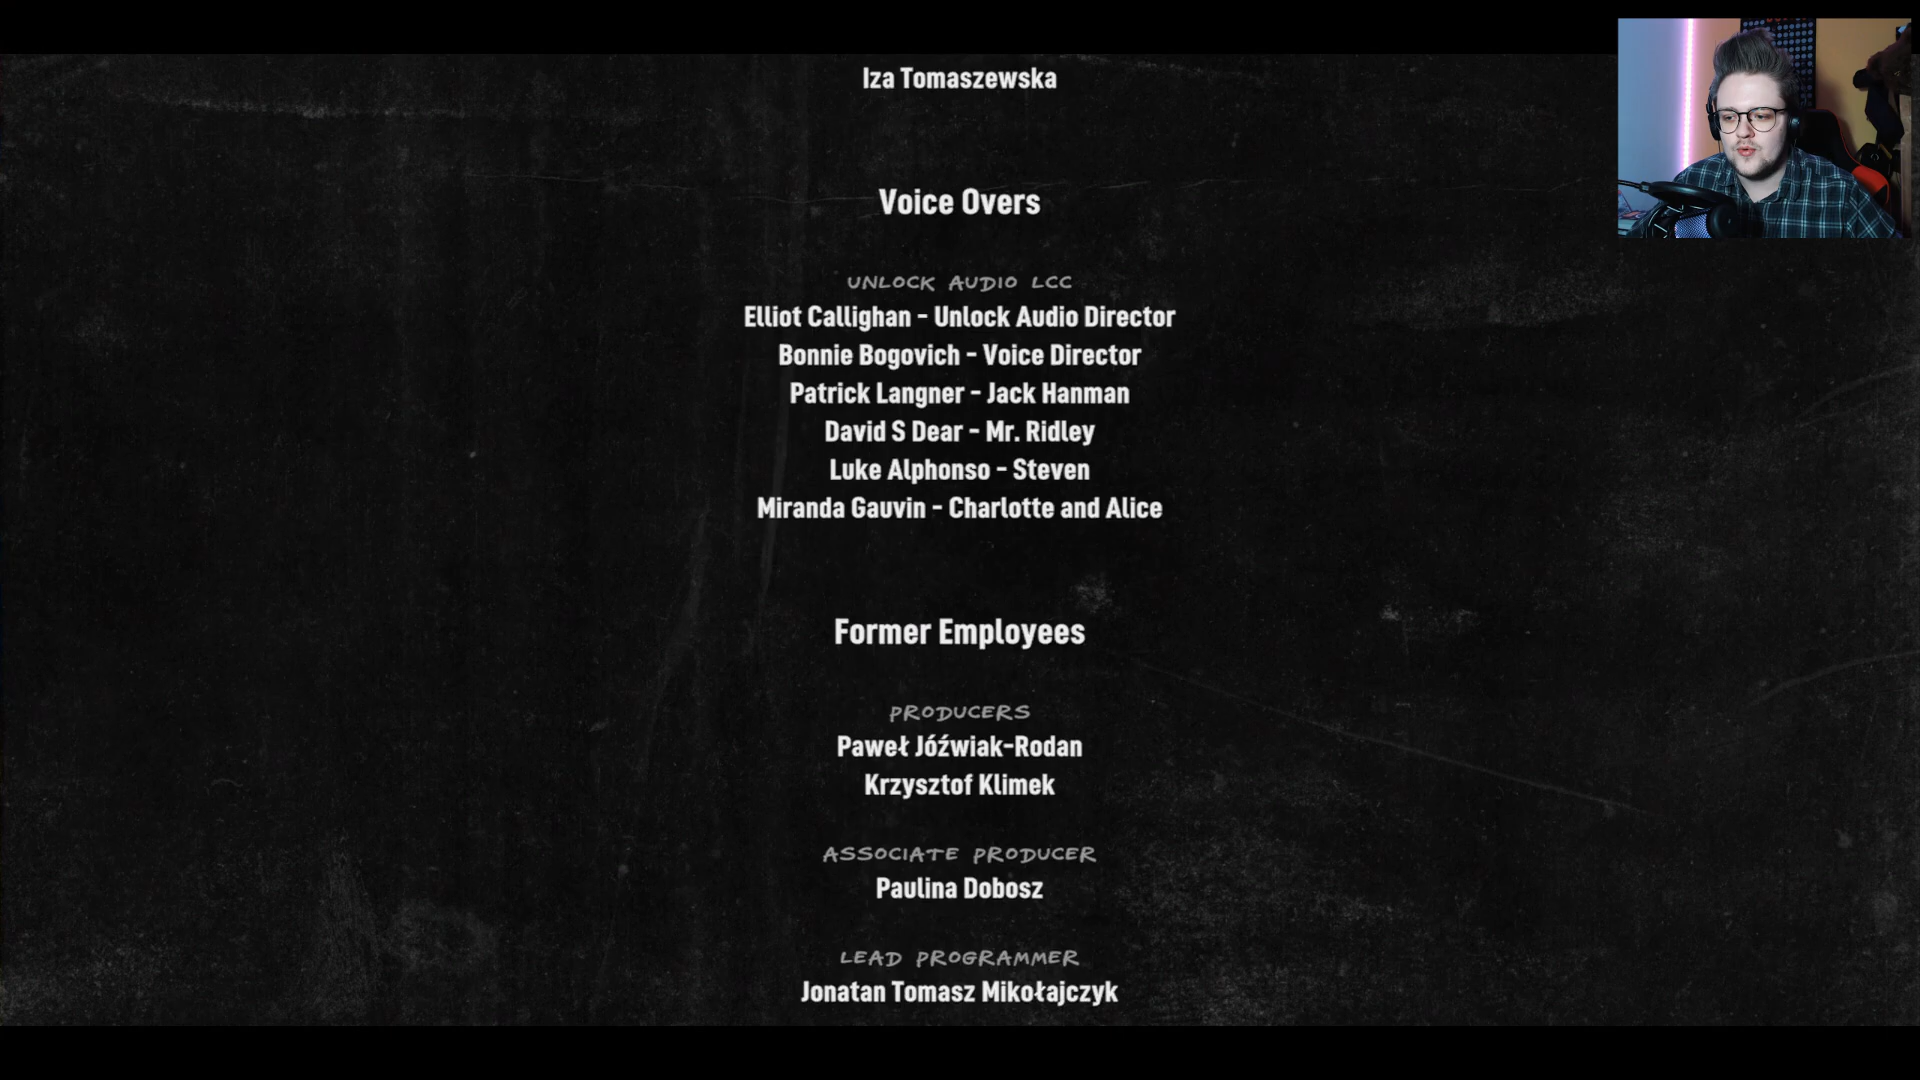 Iza Tomaszewska
Voice Overs
UNLOCK AUDIO LCC
Elliot Callighan - Unlock Audio Director
Bonnie Bogovich - Voice Director
Patrick Langner - Jack Hanman
David S Dear - Mr. Ridley
Luke Alphonso - Steven
Miranda Gauvin - Charlotte and Alice
Former Employees
PRODUCERS
Paweł Jóźwiak-Rodan
Krzysztof Klimek
ASSOCIATE PRODUCER
Paulina Dobosz
LEAD PROGRAMMER
Jonatan Tomasz Mikołajczyk